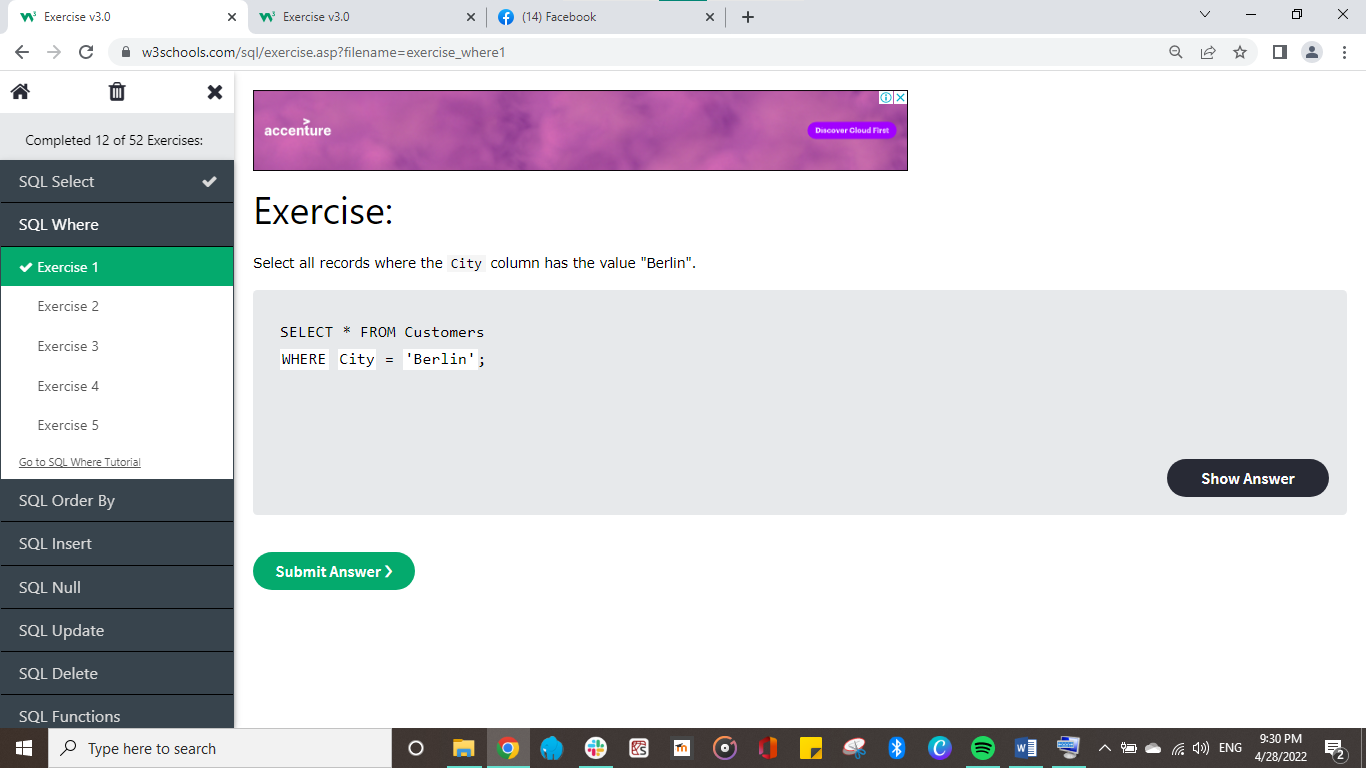 Exercise v3.0
Exercise v3.0
(14) Facebook
w3schools.com/sql/exercise.asp?filename=exercise_where1
Completed 12 of 52 Exercises:
SQL Select
SQL Where
Exercise 1
Exercise 2
Exercise 3
Exercise 4
Exercise 5
Go to SQL Where Tutorial
SQL Order By
SQL Insert
SQL Null
SQL Update
SQL Delete
SQL Functions
accenture
Discover Cloud First
Exercise:
Select all records where the City column has the value "Berlin".
SELECT * FROM Customers
WHERE City = 'Berlin';
Show Answer
Submit Answer ❯
Type here to search
ENG
9:30 PM
4/28/2022
2